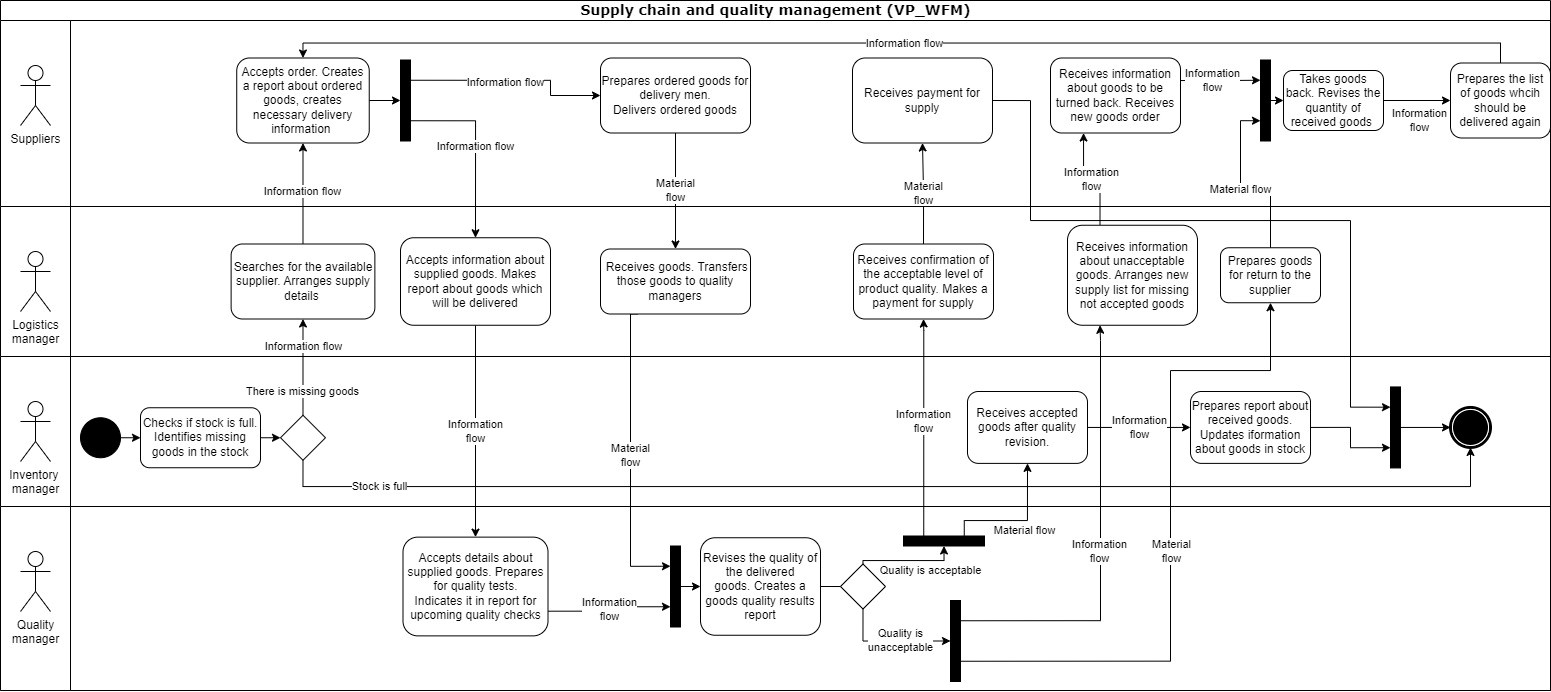 Supply chain and quality management (VP_WFM)
Suppliers
Information flow
Accepts order. Creates
a report about ordered
goods, creates
necessary delivery
information
Information flow
Information flow
Prepares ordered goods for
delivery men.
Delivers ordered goods
Receives payment for
supply
Receives information
about goods to be
turned back. Receives
new goods order
Information
flow
Takes goods
back. Revises the
quantity of
received goods
Information
flow
Prepares the list
of goods whcih
should be
delivered again
Information flow
Material
flow
Material
flow
Information
flow
Material flow
Logistics
manager
Searches for the available
supplier. Arranges supply
details
Accepts information about
supplied goods. Makes
report about goods which
will be delivered
Receives goods. Transfers
those goods to quality
managers
Receives confirmation of
the acceptable level of
product quality. Makes a
payment for supply
Receives information
about unacceptable
goods. Arranges new
supply list for missing
not accepted goods
Prepares goods
for return to the
supplier
Information flow
Inventory
manager
There is missing goods
Checks if stock is full.
Identifies missing
goods in the stock
Information
flow
Material
flow
Information
flow
Receives accepted
goods after quality
revision.
Information
flow
Prepares report about
received goods.
Updates iformation
about goods in stock
Stock is full
Quality
manager
Accepts details about
supplied goods. Prepares
for quality tests.
Indicates it in report for
upcoming quality checks
Information
flow
Revises the quality of
the delivered
goods. Creates a
goods quality results
report
Quality is acceptable
Material flow
Quality is
unacceptable
Information
flow
Material
flow